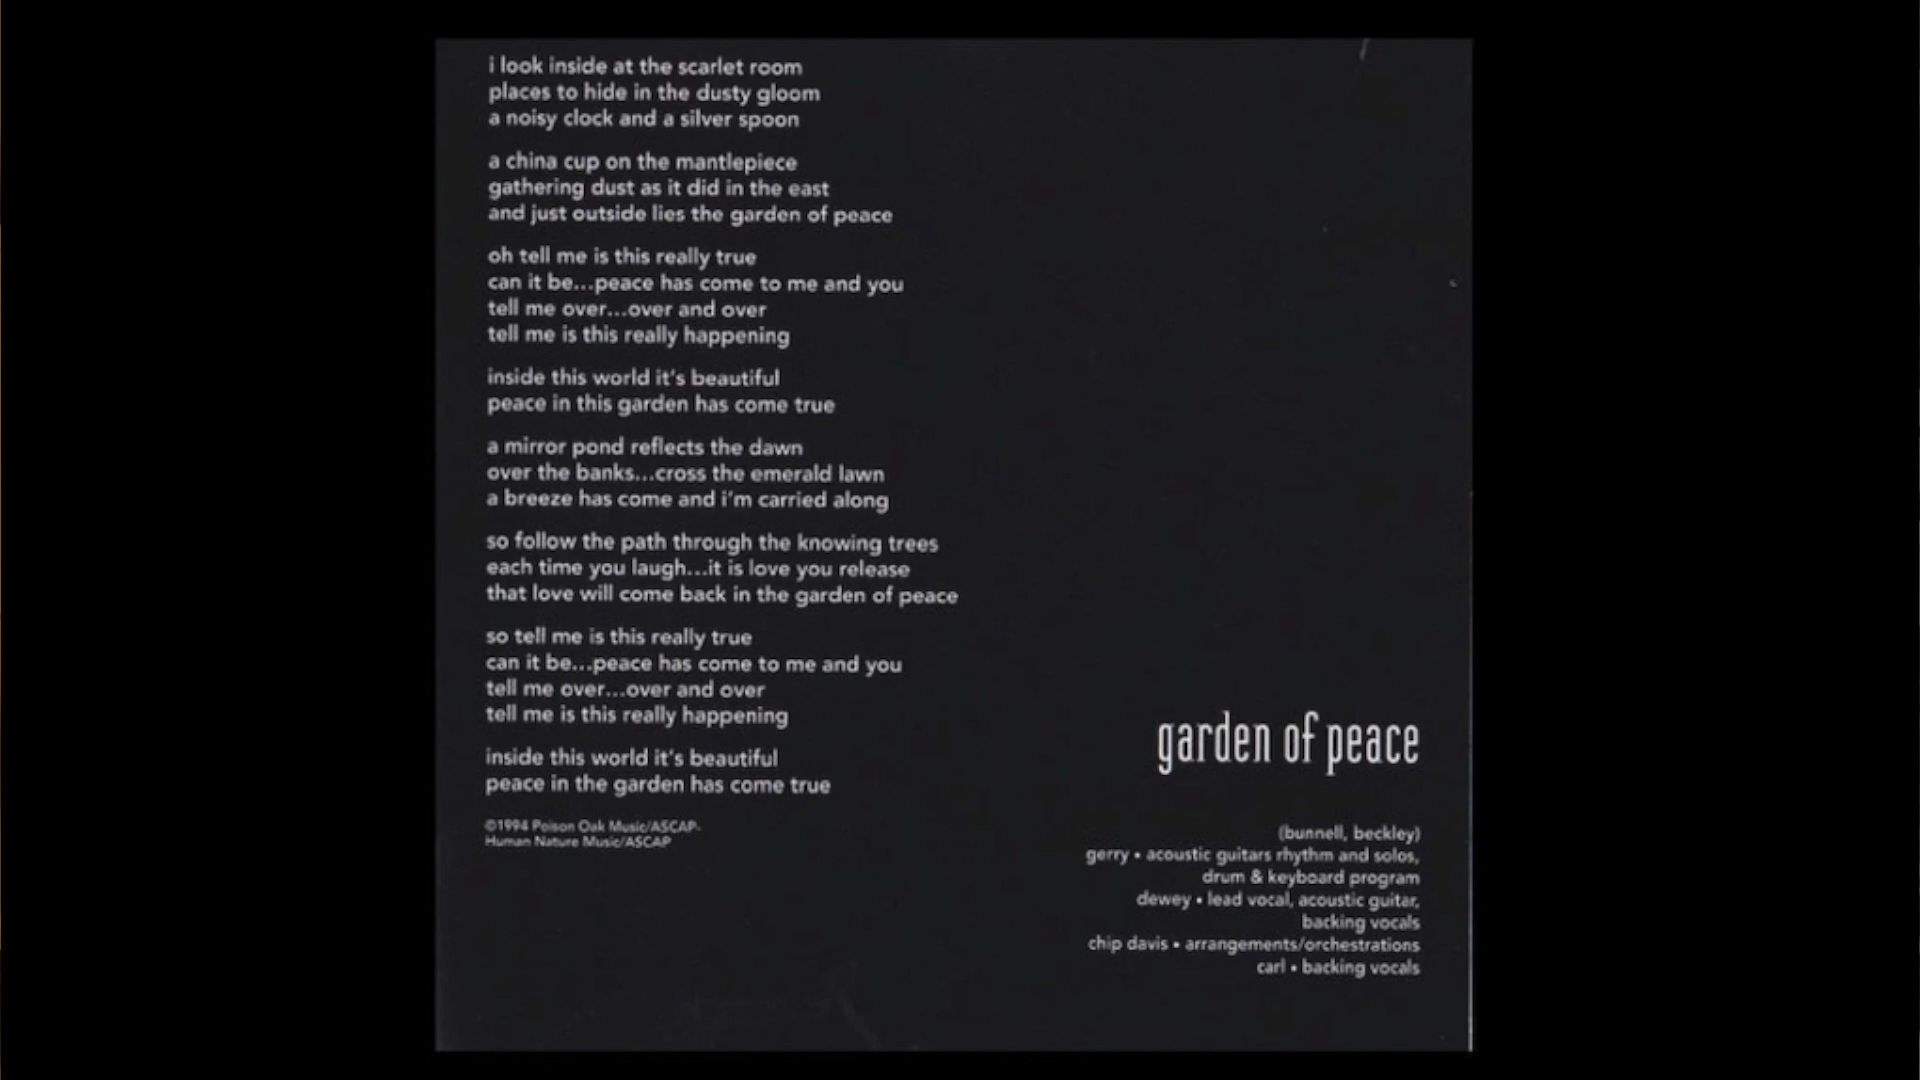 i look inside at the scarlet room
places to hide in the dusty gloom
a noisy clock and a silver spoon
a china cup on the mantlepiece
gathering dust as it did in the east
and just outside lies the garden of peace
oh tell me is this really true
can it be...peace has come to me and you
tell me over...over and over
tell me is this really happening
inside this world it's beautiful
peace in this garden has come true
a mirror pond reflects the dawn
over the banks...cross the emerald lawn
a breeze has come and i'm carried along
so follow the path through the knowing trees
each time you laugh...it is love you release
that love will come back in the garden of peace
so tell me is this really true
can it be...peace has come to me and you
tell me over...over and over
tell me is this really happening
inside this world it's beautiful
peace in the garden has come true
©1994 Poison Oak Music/ASCAP-
Human Nature Music/ASCAP
garden of peace
(bunnell, beckley)
gerry • acoustic guitars rhythm and solos,
drum & keyboard program
dewey • lead vocal, acoustic guitar,
backing vocals
chip davis • arrangements/orchestrations
carl • backing vocals